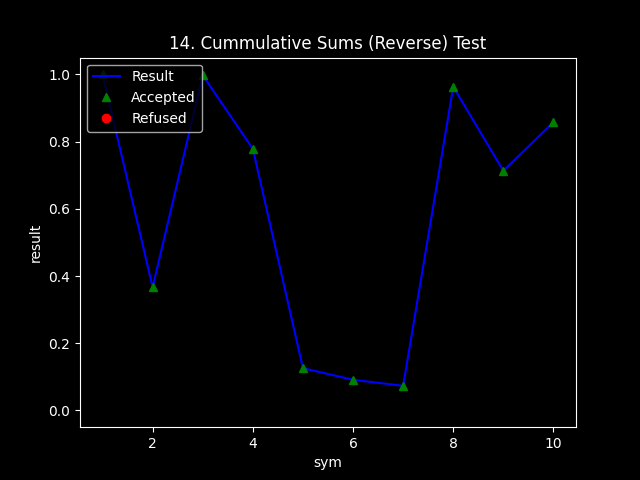 14. Cummulative Sums (Reverse) Test
Result
Accepted
Refused
1.0
0.8
0.6
0.4
0.2
0.0
result
2 4 6 8 10
sym